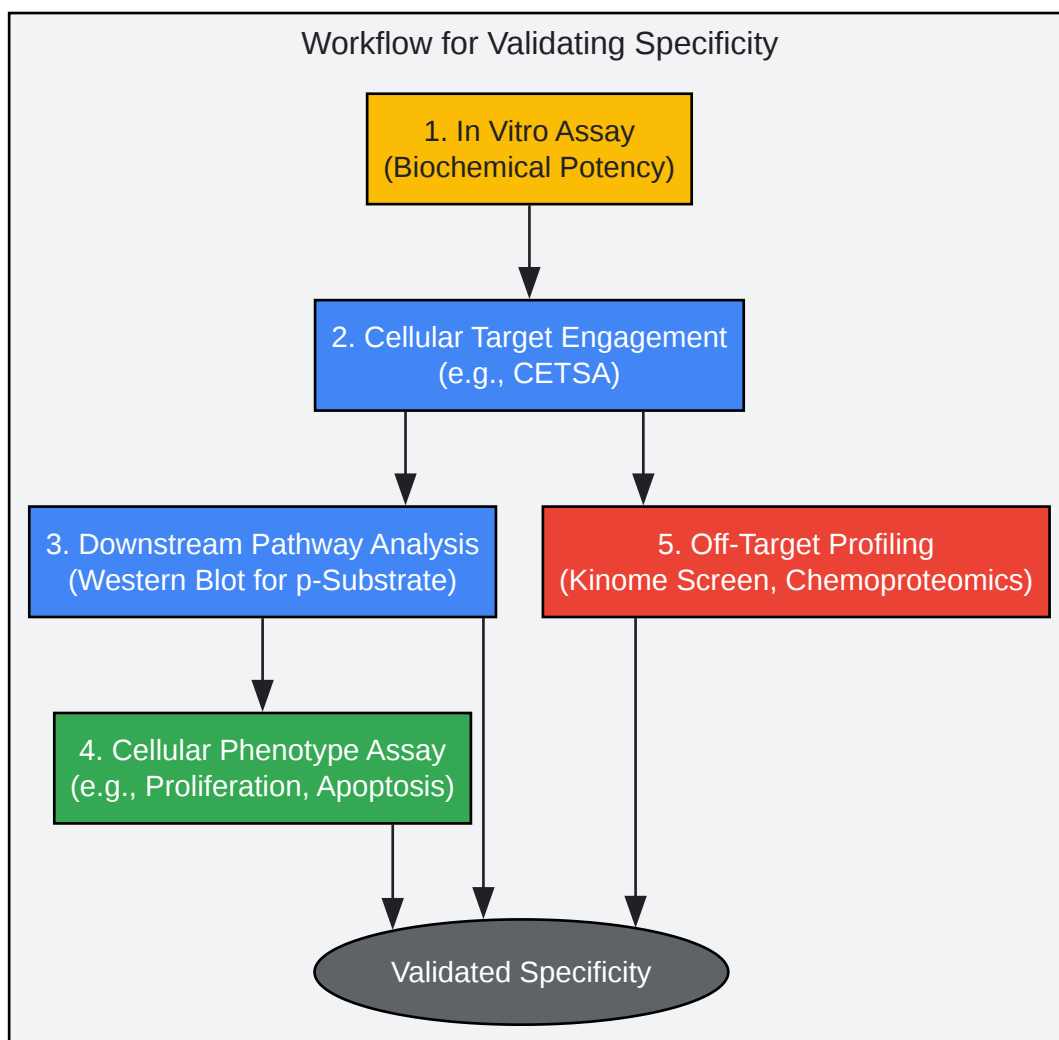 Workflow for Validating Specificity
1. In Vitro Assay
(Biochemical Potency)
2. Cellular Target Engagement
(e.g., CETSA)
3. Downstream Pathway Analysis
(Western Blot for p-Substrate)
5. Off-Target Profiling
(Kinome Screen, Chemoproteomics)
4. Cellular Phenotype Assay
(e.g., Proliferation, Apoptosis)
Validated Specificity